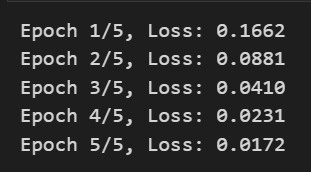 Epoch 1/5, Loss: 0.1662
Epoch 2/5, Loss: 0.0881
Epoch 3/5, Loss: 0.0410
Epoch 4/5, Loss: 0.0231
Epoch 5/5, Loss: 0.0172